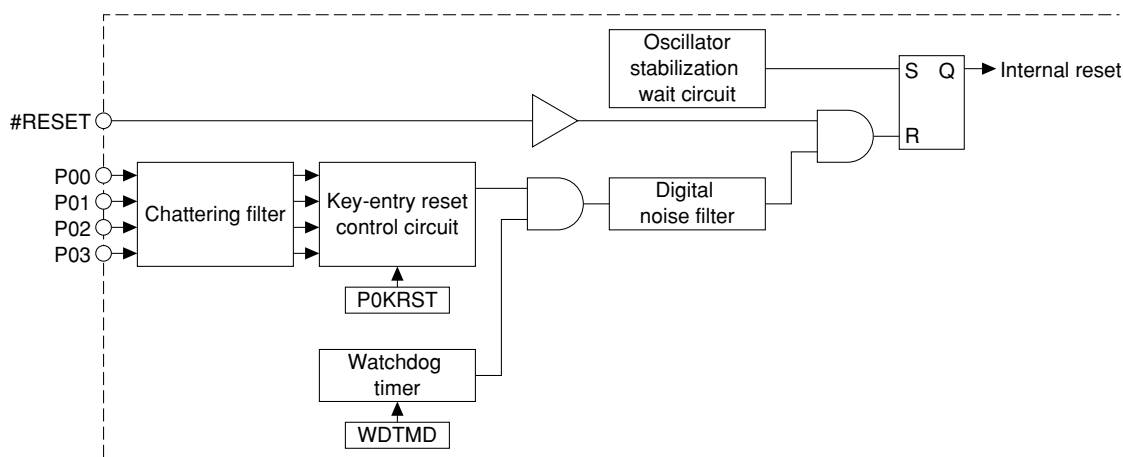 Oscillator
stabilization
wait circuit
S Q
Internal reset
#RESET
R
P00
P01
P02
P03
Chattering filter
Key-entry reset
control circuit
Digital
noise filter
P0KRST
Watchdog
timer
WDTMD